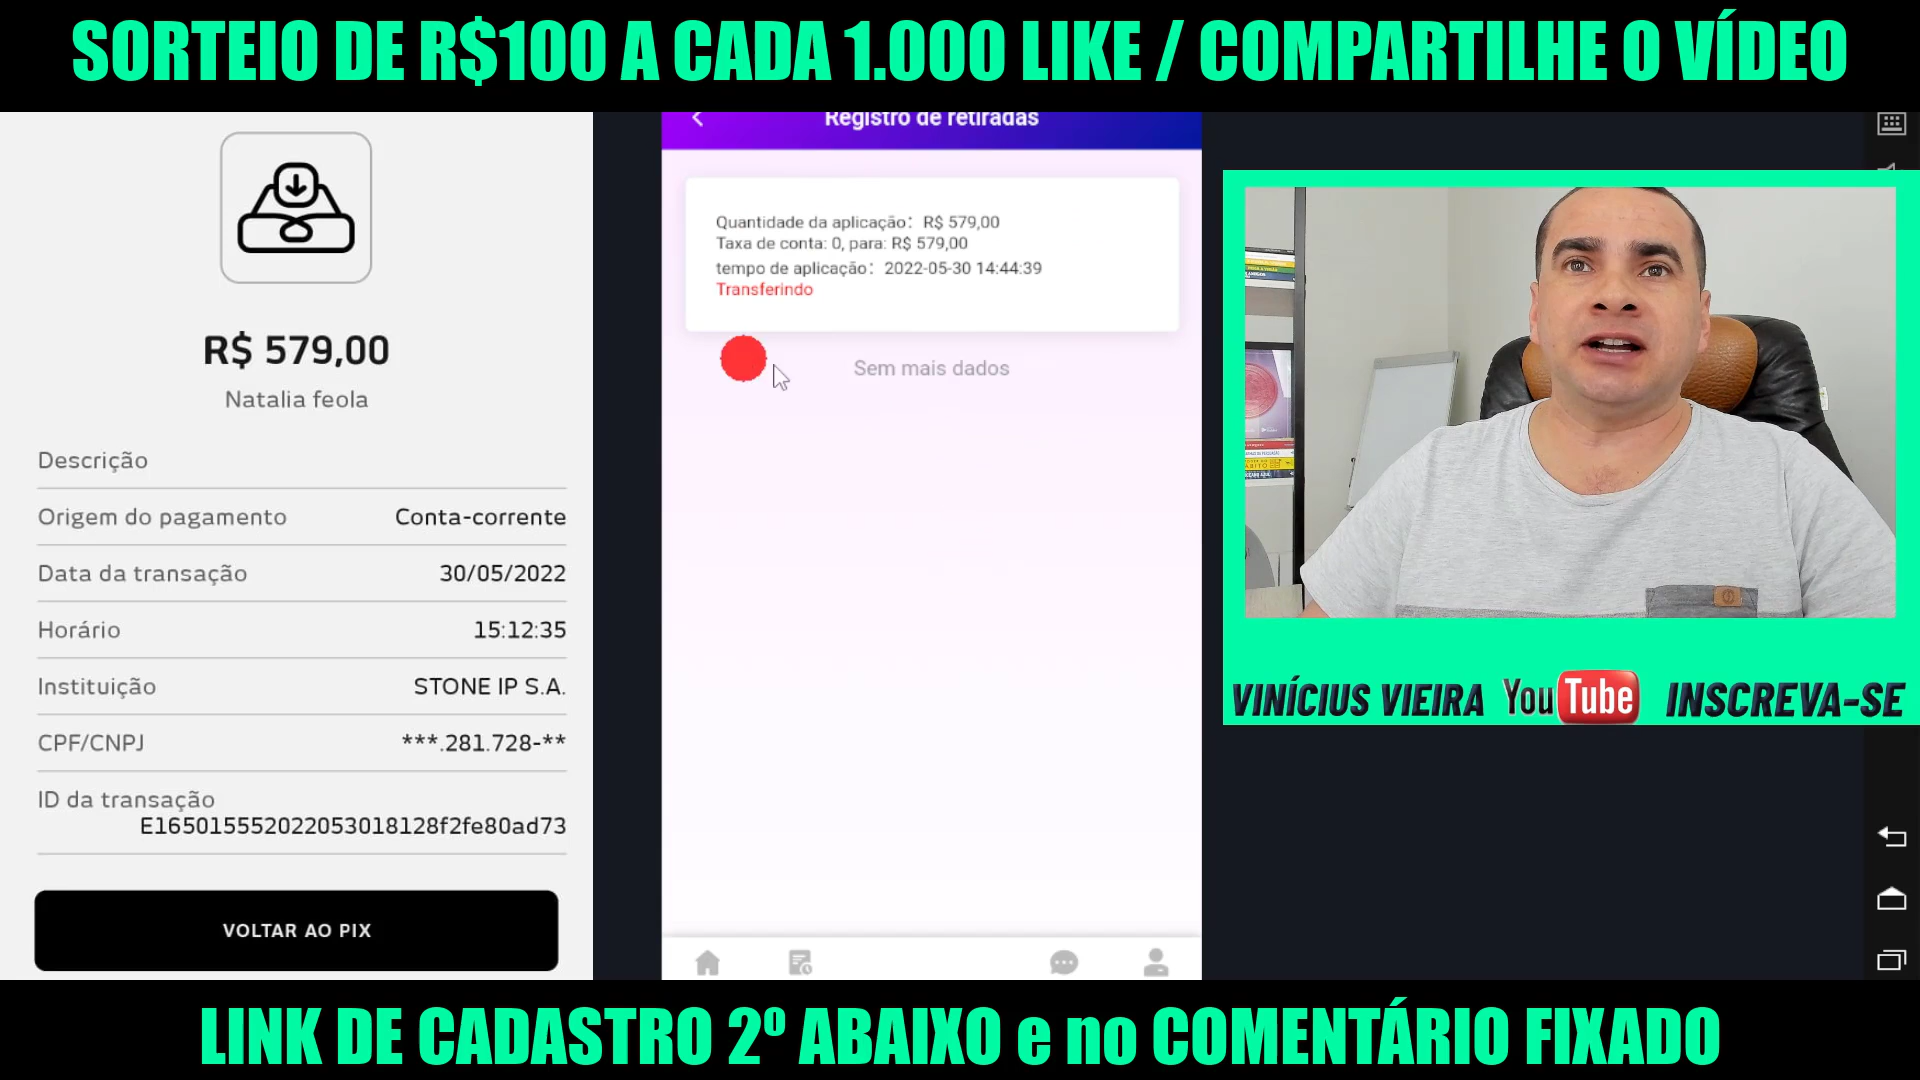 SORTEIO DE R$100 A CADA 1.000 LIKE / COMPARTILHE O VÍDEO
R$ 579,00
Natalia feola
Descrição
Origem do pagamento Conta-corrente
Data da transação 30/05/2022
Horário 15:12:35
Instituição STONE IP S.A.
CPF/CNPJ ***.281.728-**
ID da transação
E165015552022053018128f2fe80ad73
VOLTAR AO PIX
Registro de retiradas
Quantidade da aplicação: R$ 579,00
Taxa de conta: 0, para: R$ 579,00
tempo de aplicação: 2022-05-30 14:44:39
Transferindo
Sem mais dados
VINÍCIUS VIEIRA YouTube INSCREVA-SE
LINK DE CADASTRO 2º ABAIXO e no COMENTÁRIO FIXADO